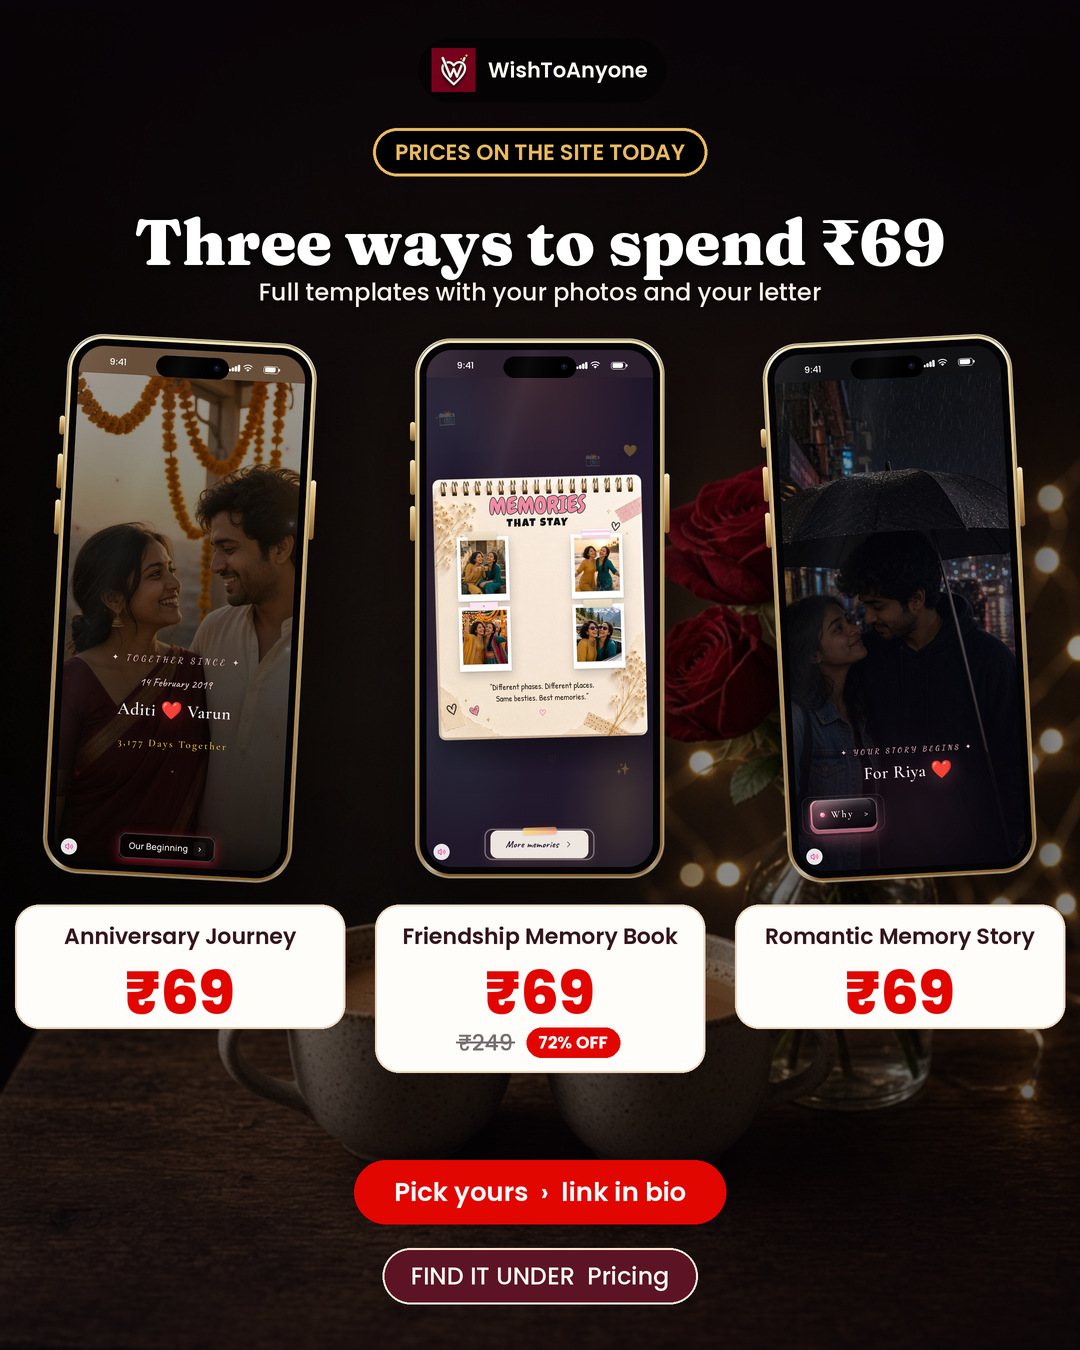 WishToAnyone
PRICES ON THE SITE TODAY
Three ways to spend ₹69
Full templates with your photos and your letter
9:41
✦ TOGETHER SINCE ✦
14 February 2019
Aditi ❤️ Varun
3,177 Days Together
Our Beginning ›
9:41
MEMORIES
THAT STAY
"Different phases. Different places.
Same besties. Best memories."
More memories ›
9:41
✦ YOUR STORY BEGINS ✦
For Riya ❤️
Why >
Anniversary Journey
₹69
Friendship Memory Book
₹69
₹249 72% OFF
Romantic Memory Story
₹69
Pick yours › link in bio
FIND IT UNDER Pricing